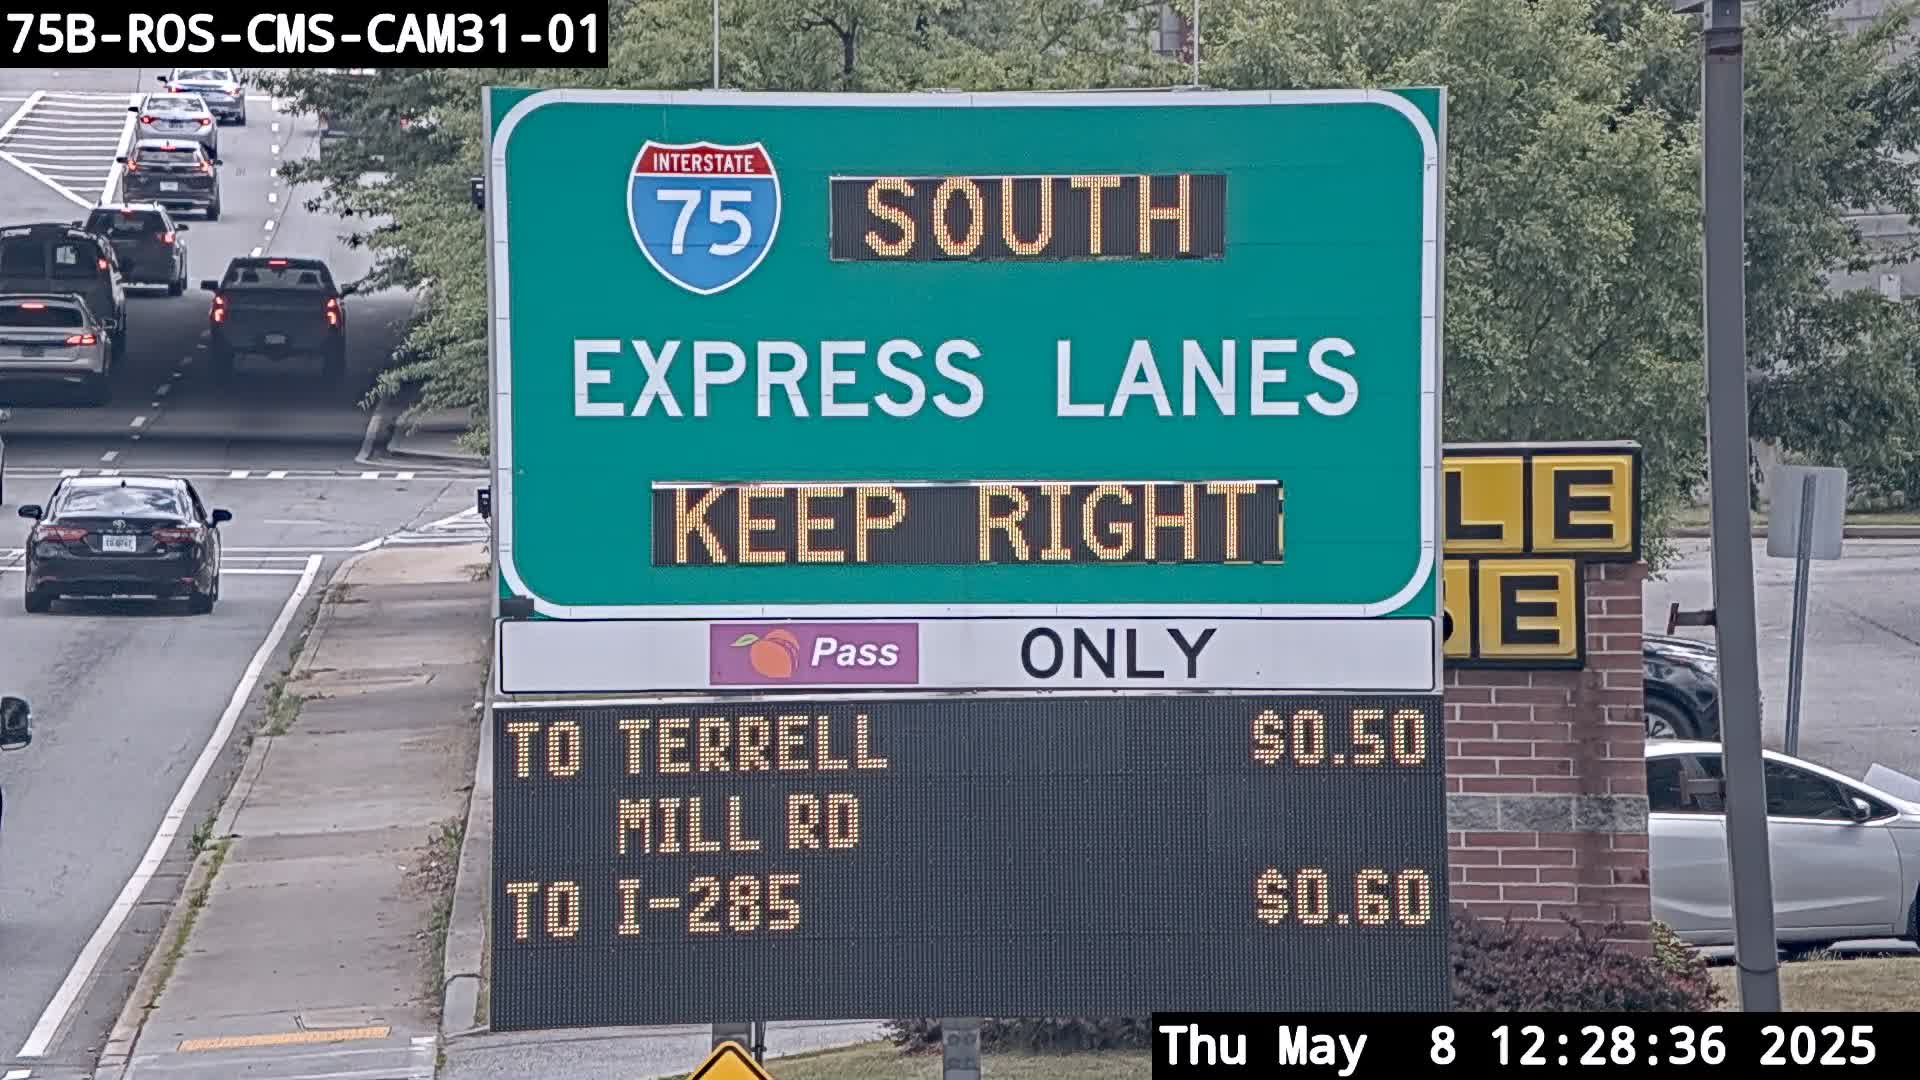 75B-ROS-CMS-CAM31-01
INTERSTATE
75
SOUTH
EXPRESS LANES
KEEP RIGHT
Pass ONLY
TO TERRELL $0.50
MILL RD
TO I-285 $0.60
LE
E
Thu May 8 12:28:36 2025